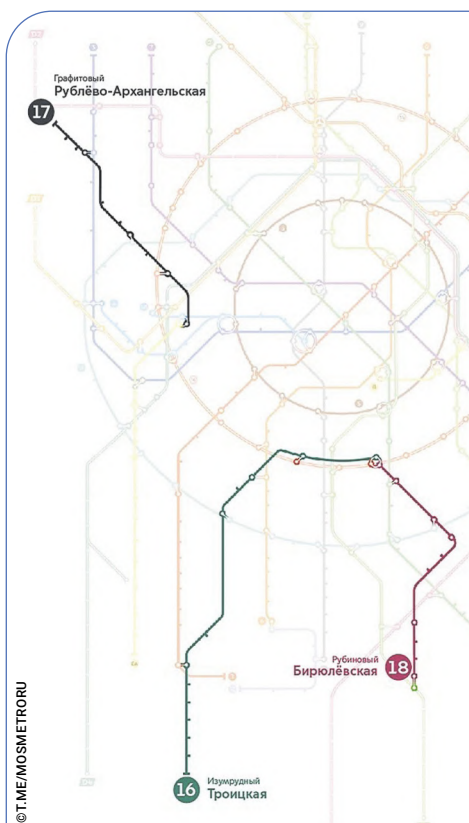 Графитовый
Рублёво-Архангельская
17
Рубиновый
Бирюлёвская
18
16
Изумрудный
Троицкая
©T.ME/MOSMETRORU